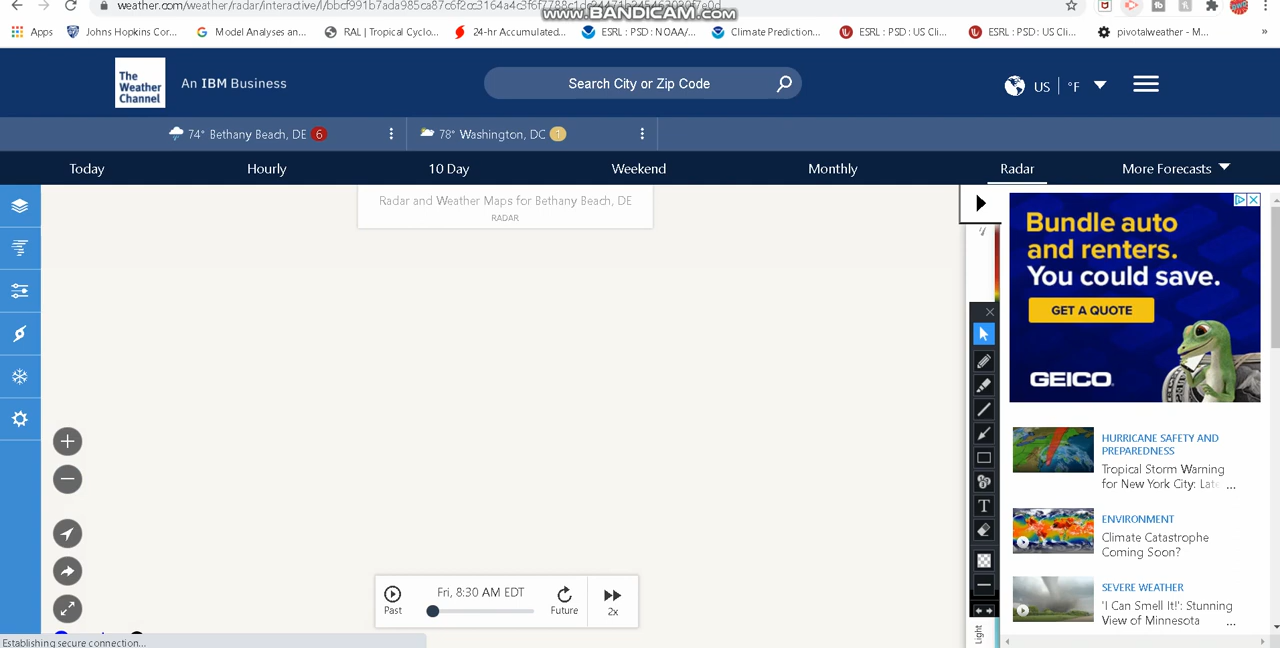 www.BANDICAM.com
Apps
Johns Hopkins Cor...
Model Analyses an...
RAL | Tropical Cyclo...
24-hr Accumulated...
ESRL : PSD : NOAA/...
Climate Prediction...
ESRL : PSD : US Cli...
ESRL : PSD : US Cli...
pivotalweather - M...
»
The Weather Channel
An IBM Business
Search City or Zip Code
US | °F
74° Bethany Beach, DE 6
78° Washington, DC 1
Today
Hourly
10 Day
Weekend
Monthly
Radar
More Forecasts
Radar and Weather Maps for Bethany Beach, DE
RADAR
Bundle auto
and renters.
You could save.
GET A QUOTE
GEICO
HURRICANE SAFETY AND
PREPAREDNESS
Tropical Storm Warning
for New York City: Late
...
ENVIRONMENT
Climate Catastrophe
Coming Soon?
SEVERE WEATHER
'I Can Smell It!': Stunning
View of Minnesota
...
T
Light
Past
Fri, 8:30 AM EDT
Future
2x
Establishing secure connection...